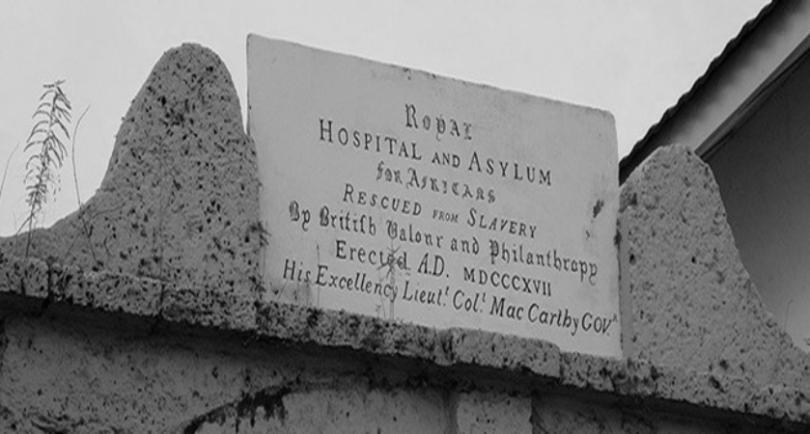 Royal
Hospital and Asylum
for Africans
Rescued from Slavery
By British Valour and Philanthropy
Erected A.D. MDCCCXVII
His Excellency Lieut.t Col.t Mac Carthy GOV.R